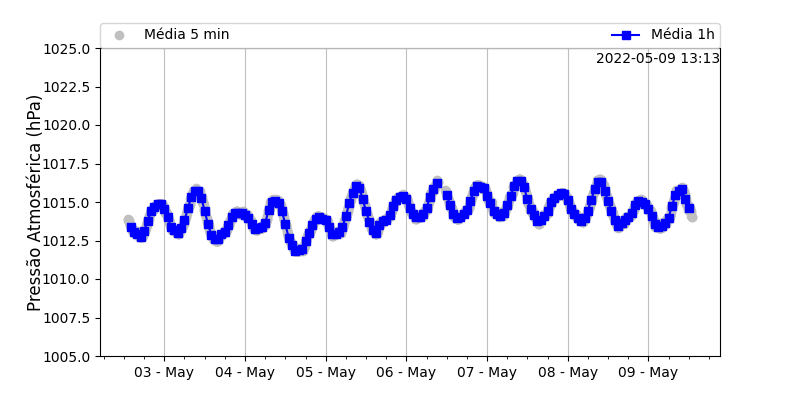 Média 5 min
Média 1h
2022-05-09 13:13
Pressão Atmosférica (hPa)
1025.0
1022.5
1020.0
1017.5
1015.0
1012.5
1010.0
1007.5
1005.0
03 - May
04 - May
05 - May
06 - May
07 - May
08 - May
09 - May